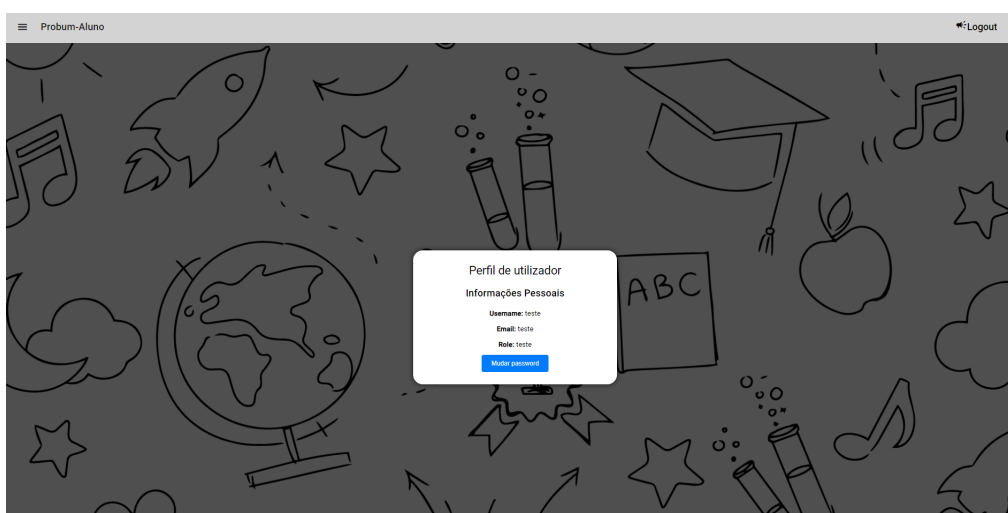 Probum-Aluno
Logout
ABC
Perfil de utilizador
Informações Pessoais
Username: teste
Email: teste
Role: teste
Mudar password